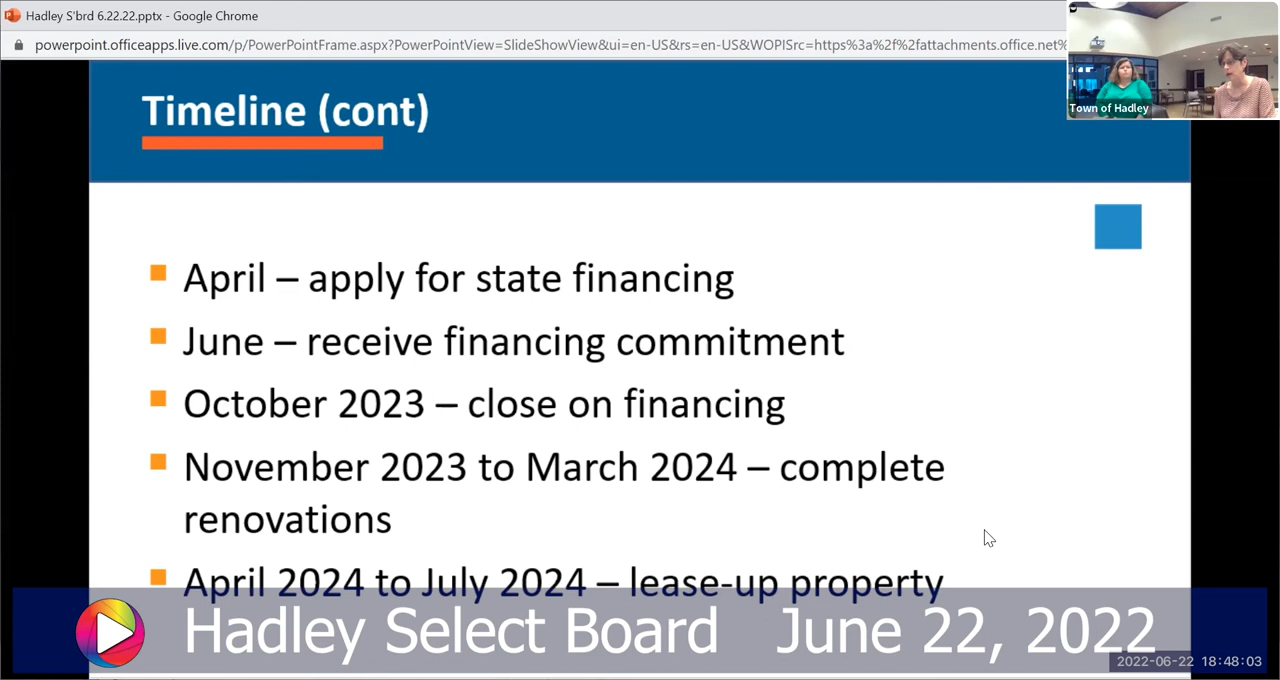 Hadley S'brd 6.22.22.pptx - Google Chrome
powerpoint.officeapps.live.com/p/PowerPointFrame.aspx?PowerPointView=SlideShowView&ui=en-US&rs=en-US&WOPISrc=https%3a%2f%2fattachments.office.net%
Town of Hadley
Timeline (cont)
April – apply for state financing
June – receive financing commitment
October 2023 – close on financing
November 2023 to March 2024 – complete
renovations
April 2024 to July 2024 – lease-up property
Hadley Select Board June 22, 2022
2022-06-22 18:48:03